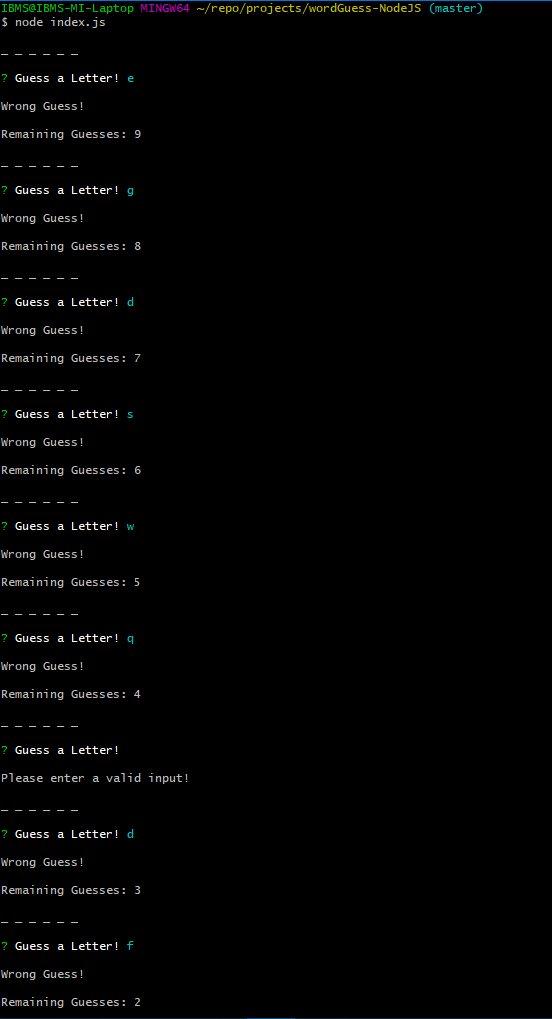 IBMS@IBMS-MI-Laptop MINGW64 ~/repo/projects/wordGuess-NodeJS (master)
$ node index.js
_ _ _ _ _ _
? Guess a Letter! e
Wrong Guess!
Remaining Guesses: 9
_ _ _ _ _ _
? Guess a Letter! g
Wrong Guess!
Remaining Guesses: 8
_ _ _ _ _ _
? Guess a Letter! d
Wrong Guess!
Remaining Guesses: 7
_ _ _ _ _ _
? Guess a Letter! s
Wrong Guess!
Remaining Guesses: 6
_ _ _ _ _ _
? Guess a Letter! w
Wrong Guess!
Remaining Guesses: 5
_ _ _ _ _ _
? Guess a Letter! q
Wrong Guess!
Remaining Guesses: 4
_ _ _ _ _ _
? Guess a Letter!
Please enter a valid input!
_ _ _ _ _ _
? Guess a Letter! d
Wrong Guess!
Remaining Guesses: 3
_ _ _ _ _ _
? Guess a Letter! f
Wrong Guess!
Remaining Guesses: 2